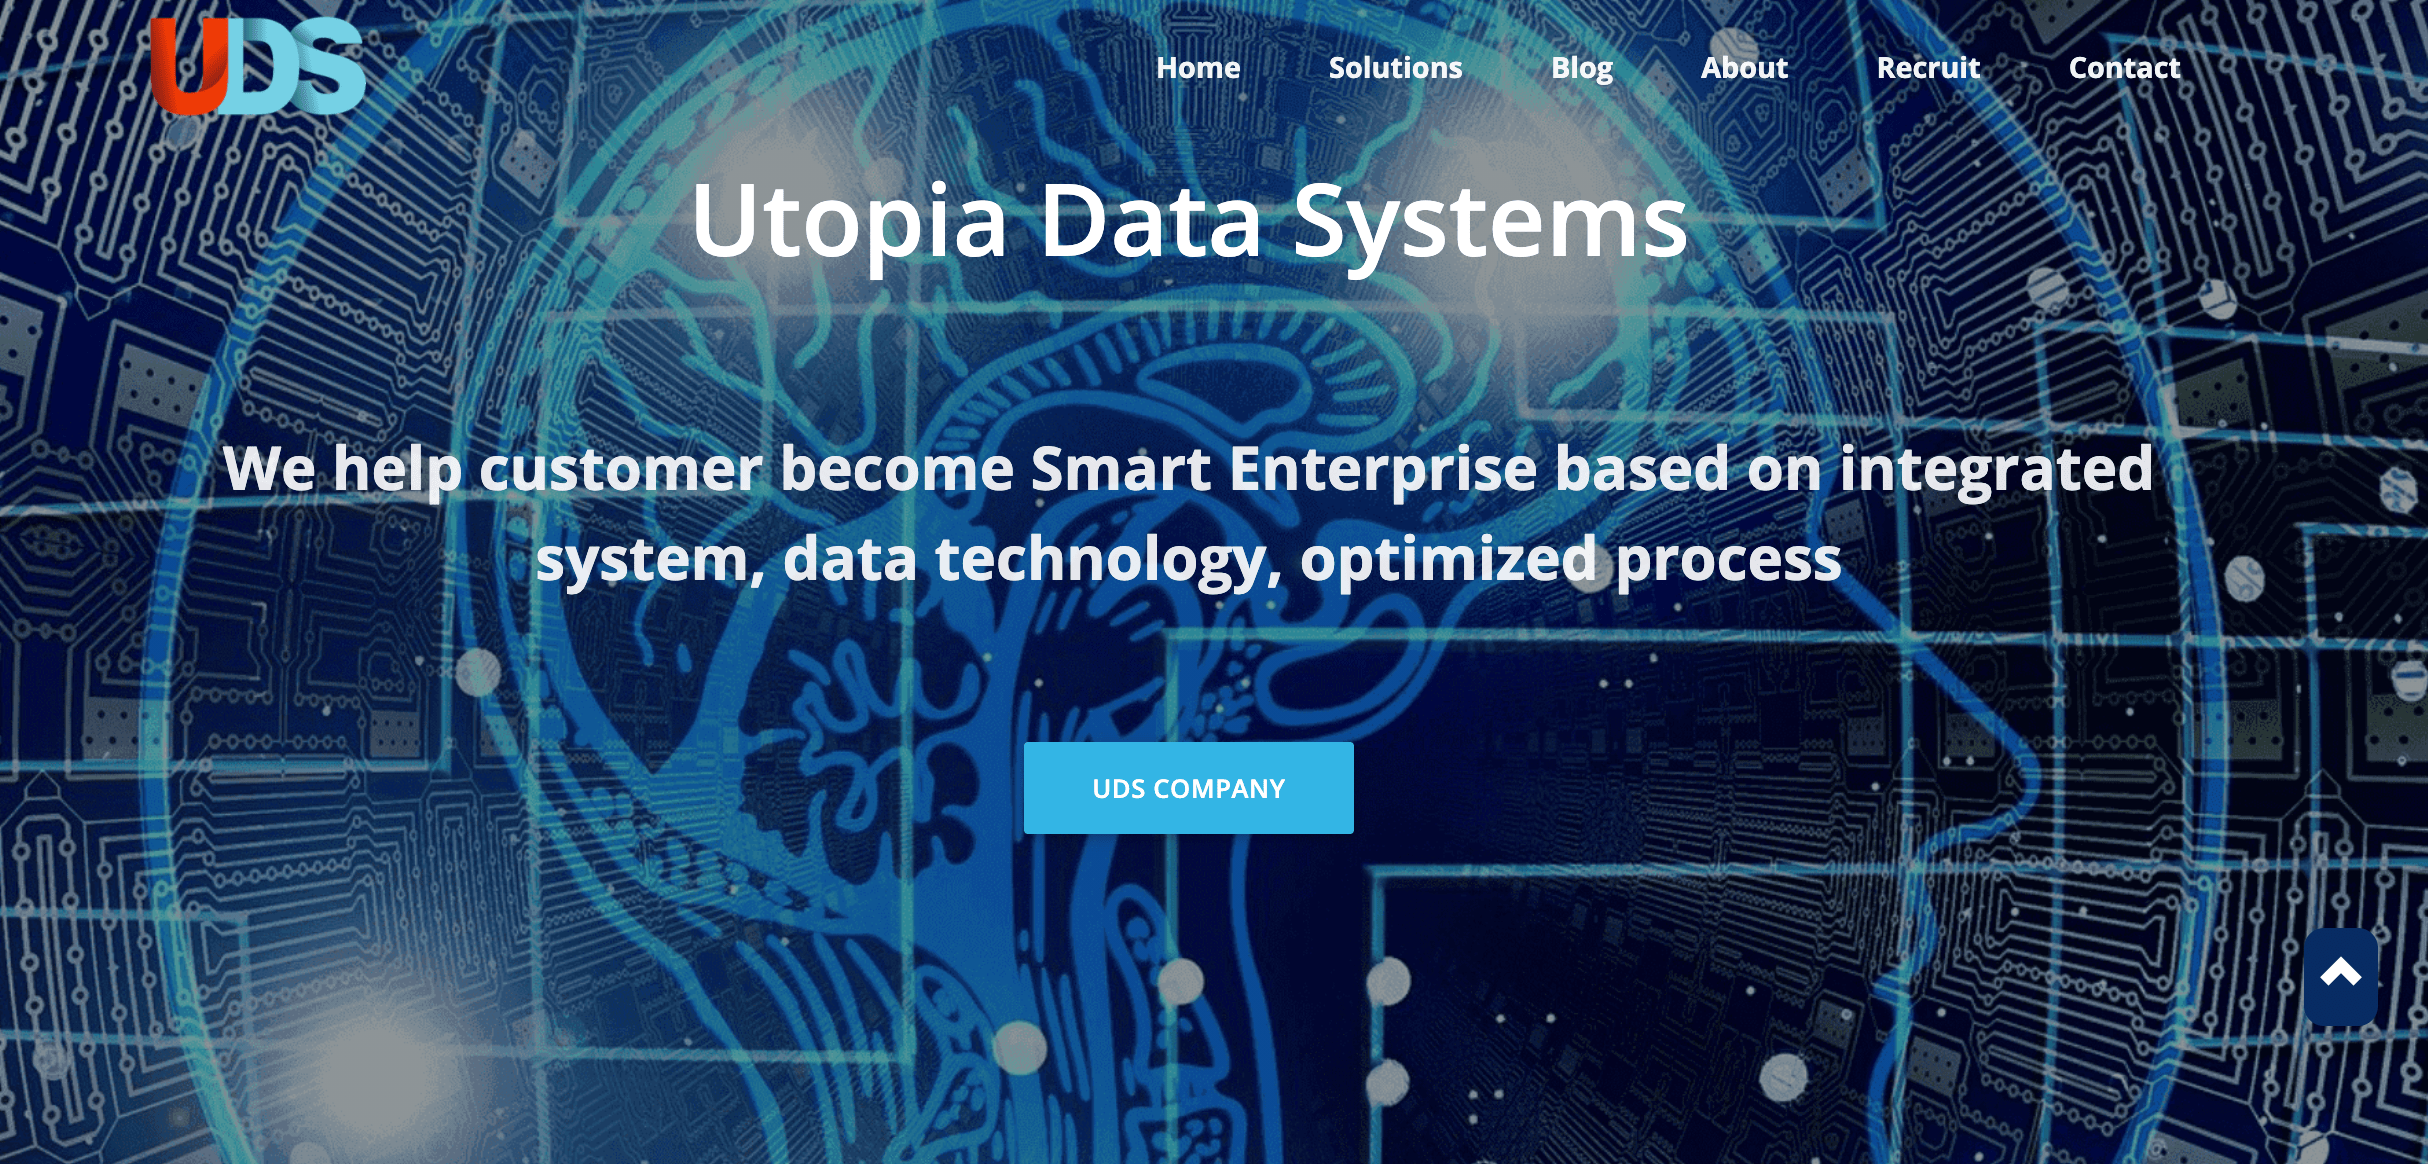 UDS
Home Solutions Blog About Recruit Contact
Utopia Data Systems
We help customer become Smart Enterprise based on integrated
system, data technology, optimized process
UDS COMPANY